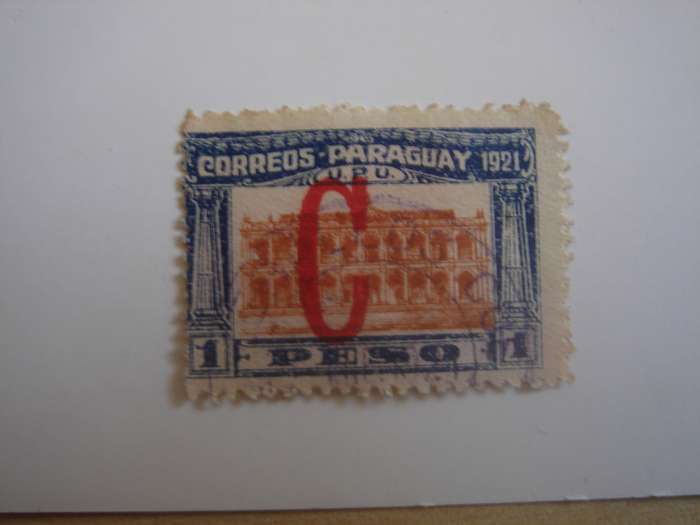 CORREOS-PARAGUAY 1921
U.P.U.
C
1 PESO 1